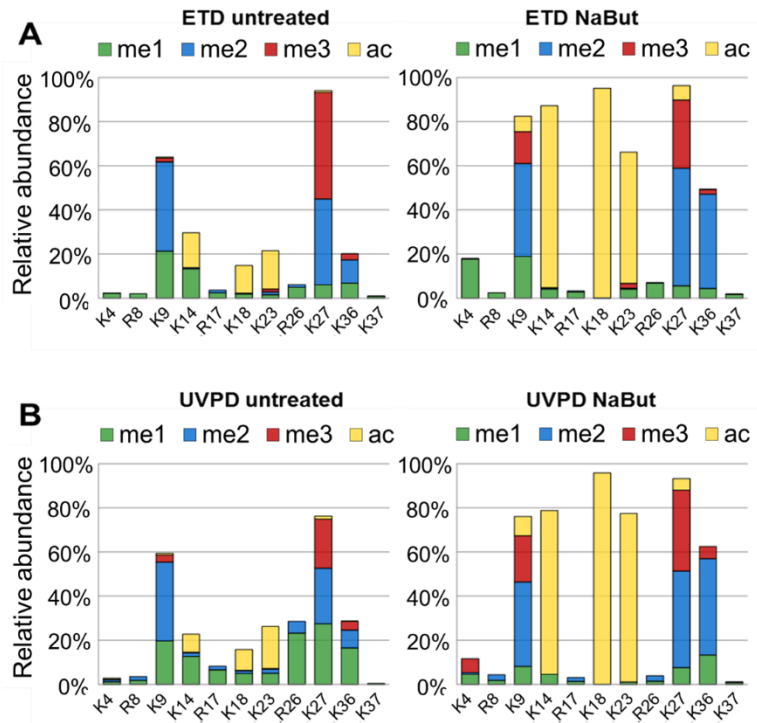 A
ETD untreated
me1 me2 me3 ac
Relative abundance
100%
80%
60%
40%
20%
0%
K4 R8 K9 K14 R17 K18 K23 R26 K27 K36 K37
ETD NaBut
me1 me2 me3 ac
100%
80%
60%
40%
20%
0%
K4 R8 K9 K14 R17 K18 K23 R26 K27 K36 K37
B
UVPD untreated
me1 me2 me3 ac
Relative abundance
100%
80%
60%
40%
20%
0%
K4 R8 K9 K14 R17 K18 K23 R26 K27 K36 K37
UVPD NaBut
me1 me2 me3 ac
100%
80%
60%
40%
20%
0%
K4 R8 K9 K14 R17 K18 K23 R26 K27 K36 K37